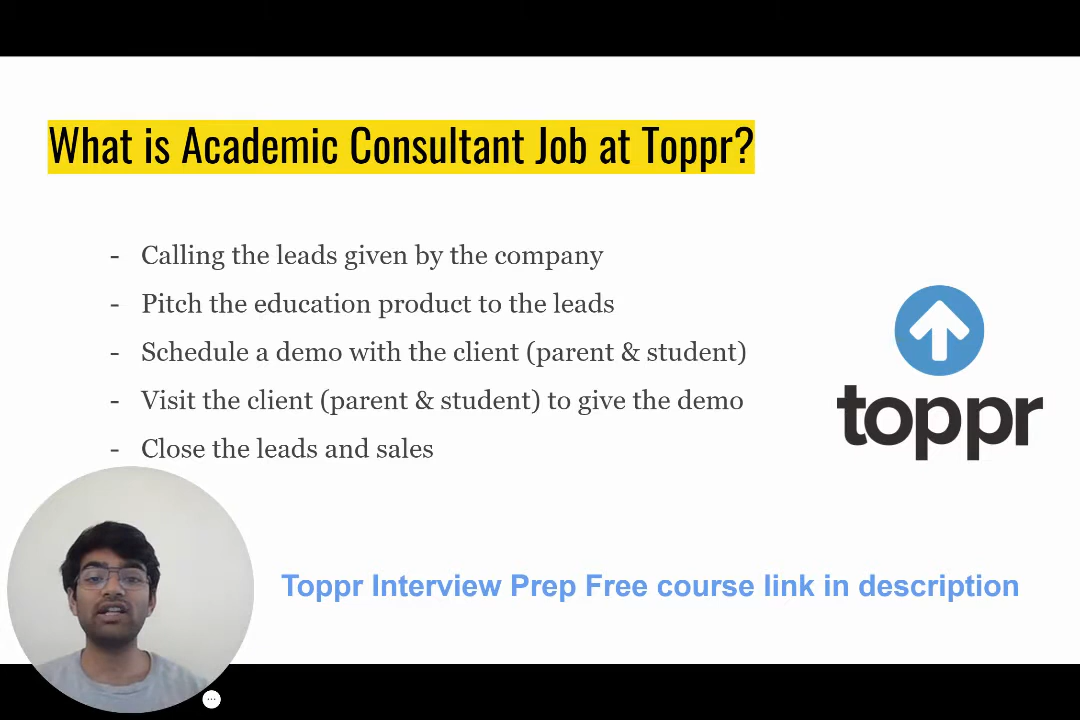 What is Academic Consultant Job at Toppr?
- Calling the leads given by the company
- Pitch the education product to the leads
- Schedule a demo with the client (parent & student)
- Visit the client (parent & student) to give the demo
- Close the leads and sales
toppr
Toppr Interview Prep Free course link in description